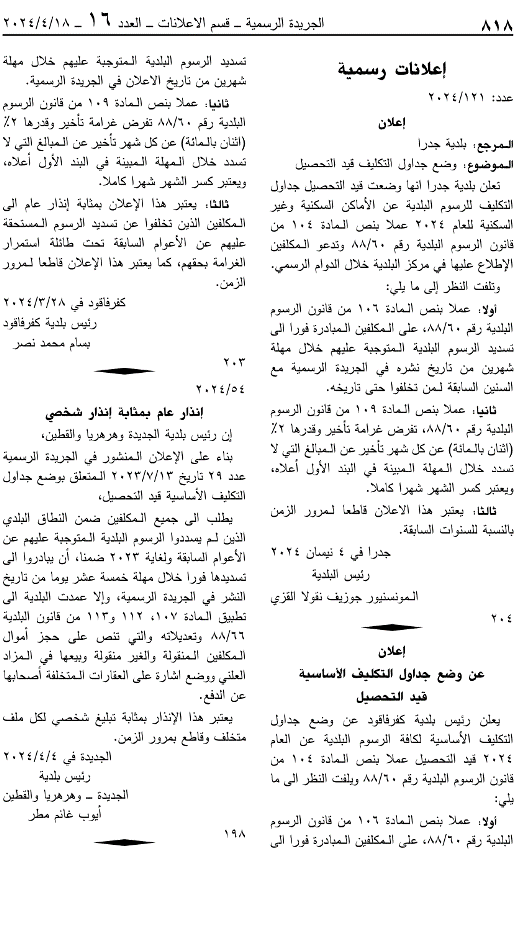 ٨١٨
الجريدة الرسمية ـ قسم الاعلانات ـ العدد ١٦ ـ ٢٠٢٤/٤/١٨
إعلانات رسمية
عدد: ٢٠٢٤/١٢١
إعلان
المرجع: بلدية جدرا
الموضوع: وضع جداول التكليف قيد التحصيل
تعلن بلدية جدرا انها وضعت قيد التحصيل جداول
التكليف للرسوم البلدية عن الأماكن السكنية وغير
السكنية للعام ٢٠٢٤ عملا بنص المادة ١٠٤ من
قانون الرسوم البلدية رقم ٨٨/٦٠ وتدعو المكلفين
الإطلاع عليها في مركز البلدية خلال الدوام الرسمي.
وتلفت النظر إلى ما يلي:
أولا: عملا بنص المادة ١٠٦ من قانون الرسوم
البلدية رقم ٨٨/٦٠، على المكلفين المبادرة فورا الى
تسديد الرسوم البلدية المتوجبة عليهم خلال مهلة
شهرين من تاريخ نشره في الجريدة الرسمية مع
السنين السابقة لمن تخلفوا حتى تاريخه.
ثانيا: عملا بنص المادة ١٠٩ من قانون الرسوم
البلدية رقم ٨٨/٦٠، تفرض غرامة تأخير وقدرها ٢٪
(اثنان بالمائة) عن كل شهر تأخير عن المبالغ التي لا
تسدد خلال المهلة المبينة في البند الأول أعلاه،
ويعتبر كسر الشهر شهرا كاملا.
ثالثا: يعتبر هذا الاعلان قاطعا لمرور الزمن
بالنسبة للسنوات السابقة.
جدرا في ٤ نيسان ٢٠٢٤
رئيس البلدية
المونسنيور جوزيف نقولا القزي
٢٠٤
إعلان
عن وضع جداول التكليف الأساسية
قيد التحصيل
يعلن رئيس بلدية كفرفاقود عن وضع جداول
التكليف الأساسية لكافة الرسوم البلدية عن العام
٢٠٢٤ قيد التحصيل عملا بنص المادة ١٠٤ من
قانون الرسوم البلدية رقم ٨٨/٦٠ ويلفت النظر الى ما
يلي:
أولا: عملا بنص المادة ١٠٦ من قانون الرسوم
البلدية رقم ٨٨/٦٠، على المكلفين المبادرة فورا الى
تسديد الرسوم البلدية المتوجبة عليهم خلال مهلة
شهرين من تاريخ الاعلان في الجريدة الرسمية.
ثانيا: عملا بنص المادة ١٠٩ من قانون الرسوم
البلدية رقم ٨٨/٦٠ تفرض غرامة تأخير وقدرها ٢٪
(اثنان بالمائة) عن كل شهر تأخير عن المبالغ التي لا
تسدد خلال المهلة المبينة في البند الأول أعلاه،
ويعتبر كسر الشهر شهرا كاملا.
ثالثا: يعتبر هذا الإعلان بمثابة إنذار عام الى
المكلفين الذين تخلفوا عن تسديد الرسوم المستحقة
عليهم عن الأعوام السابقة تحت طائلة استمرار
الغرامة بحقهم، كما يعتبر هذا الإعلان قاطعا لمرور
الزمن.
كفرفاقود في ٢٠٢٤/٣/٢٨
رئيس بلدية كفرفاقود
بسام محمد نصر
٢٠٣
٢٠٢٤/٥٤
إنذار عام بمثابة إنذار شخصي
إن رئيس بلدية الجديدة وهرهريا والقطين،
بناء على الإعلان المنشور في الجريدة الرسمية
عدد ٢٩ تاريخ ٢٠٢٣/٧/١٣ المتعلق بوضع جداول
التكليف الأساسية قيد التحصيل،
يطلب الى جميع المكلفين ضمن النطاق البلدي
الذين لم يسددوا الرسوم البلدية المتوجبة عليهم عن
الأعوام السابقة ولغاية ٢٠٢٣ ضمنا، أن يبادروا الى
تسديدها فورا خلال مهلة خمسة عشر يوما من تاريخ
النشر في الجريدة الرسمية، وإلا عمدت البلدية الى
تطبيق المادة ١٠٧، ١١٢ و١١٣ من قانون البلدية
٨٨/٦٦ وتعديلاته والتي تنص على حجز أموال
المكلفين المنقولة والغير منقولة وبيعها في المزاد
العلني ووضع اشارة على العقارات المتخلفة أصحابها
عن الدفع.
يعتبر هذا الإنذار بمثابة تبليغ شخصي لكل ملف
متخلف وقاطع بمرور الزمن.
الجديدة في ٢٠٢٤/٤/٤
رئيس بلدية
الجديدة ـ وهرهريا والقطين
أيوب غانم مطر
١٩٨